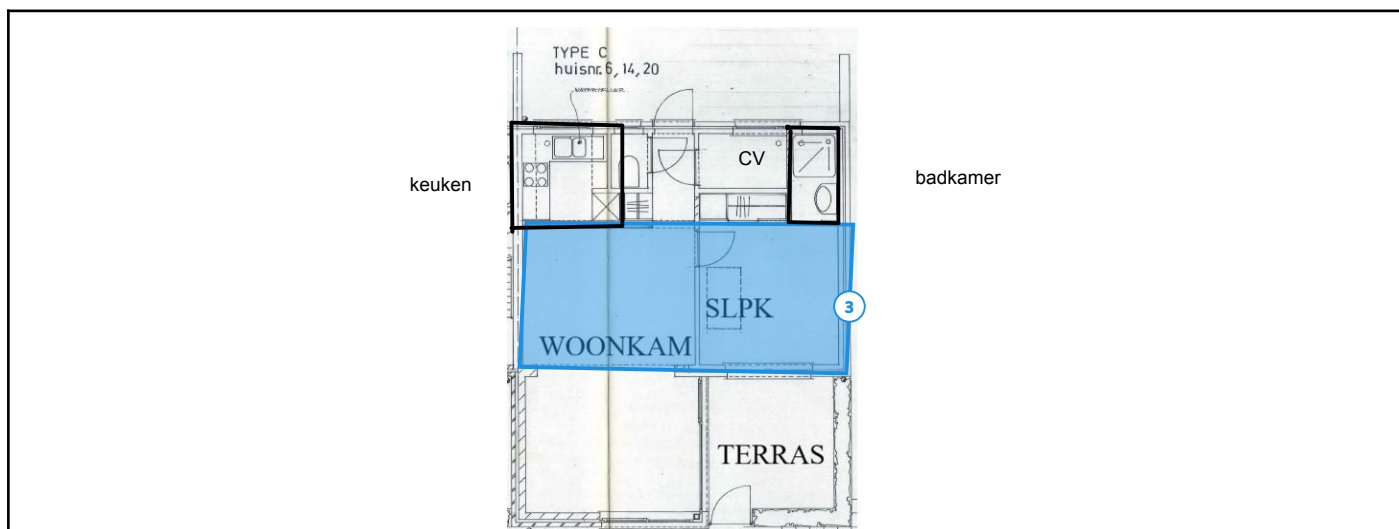 TYPE C
huisnr. 6, 14, 20
CV
keuken
badkamer
SLPK
3
WOONKAM
TERRAS